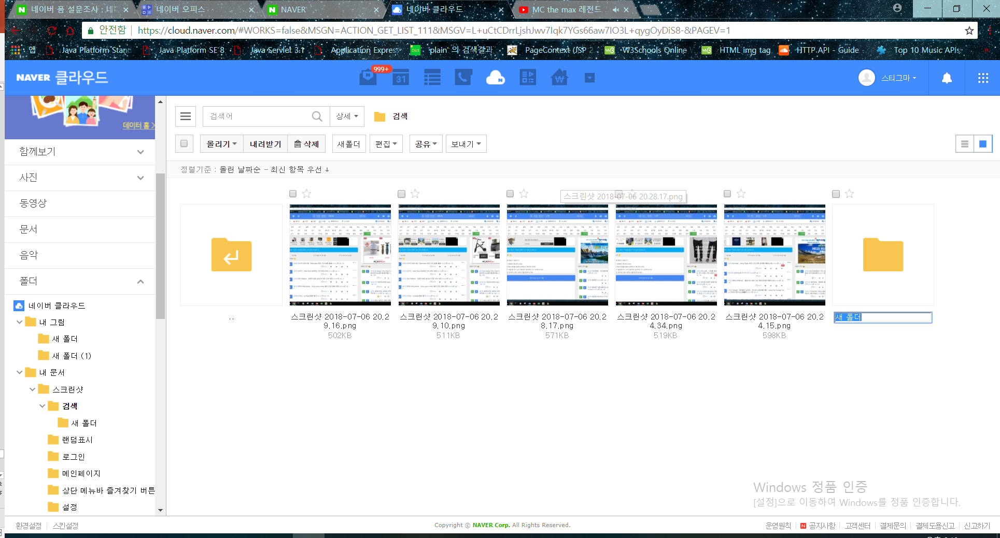 네이버 폼 설문조사 : 네이
네이버 오피스
NAVER
네이버 클라우드
MC the max 레전드
안전함
https://cloud.naver.com/#WORKS=false&MSGN=ACTION_GET_LIST_111&MSGV=L+uCtCDrrLjshJwv7Iqk7YGs66aw7IO3L+qygOyDiS8-&PAGEV=1
앱
Java Platform Stand
Java Platform SE 8
Java Servlet 3.1
Application Express
Dict
'plain' 의 검색결과
PageContext (JSP 2.
W3Schools Online
HTML img tag
HTTP API - Guide
Top 10 Music APIs
NAVER 클라우드
999+
31
스티그마
데이터 홈 >
검색어
상세
검색
함께보기
올리기
내려받기
삭제
새폴더
편집
공유
보내기
정렬기준 : 올린 날짜순 - 최신 항목 우선 ↓
사진
동영상
문서
음악
폴더
스크린샷 2018-07-06 20.28.17.png
..
스크린샷 2018-07-06 20.2
9.16.png
502KB
스크린샷 2018-07-06 20.2
9.10.png
511KB
스크린샷 2018-07-06 20.2
8.17.png
571KB
스크린샷 2018-07-06 20.2
4.34.png
519KB
스크린샷 2018-07-06 20.2
4.15.png
598KB
새 폴더
네이버 클라우드
내 그림
새 폴더
새 폴더 (1)
내 문서
스크린샷
검색
새 폴더
랜덤표시
로그인
메인페이지
상단 메뉴바 즐겨찾기 버튼
설정
Windows 정품 인증
[설정]으로 이동하여 Windows를 정품 인증합니다.
환경설정
스킨설정
Copyright © NAVER Corp. All Rights Reserved.
운영원칙
공지사항
고객센터
결제문의
결제도용신고
신고하기